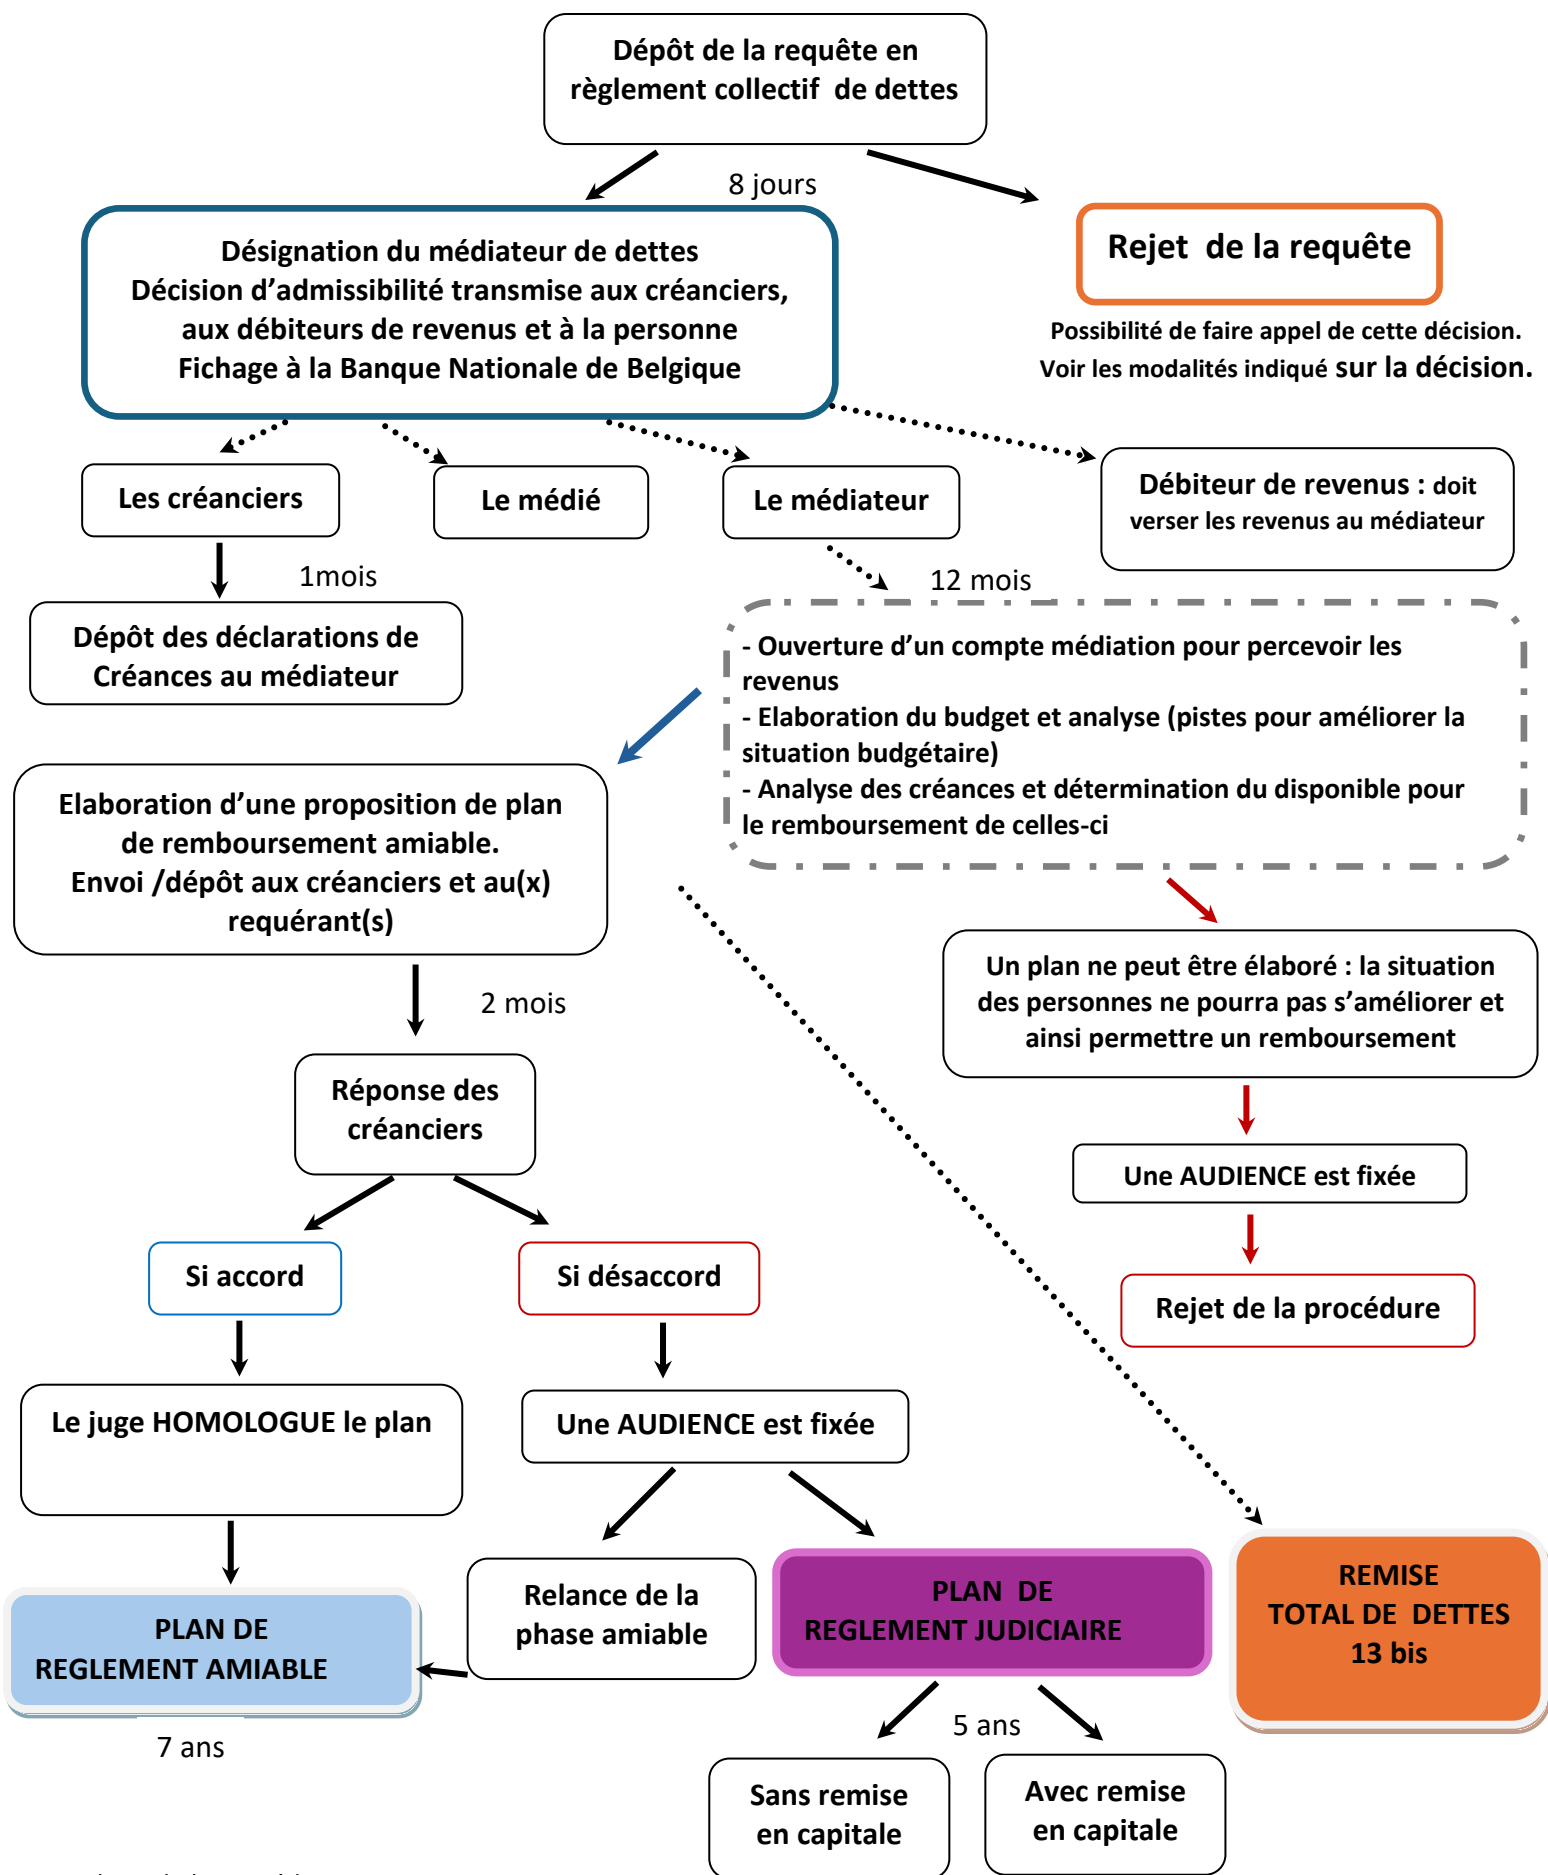 Dépôt de la requête en
règlement collectif de dettes
8 jours
Désignation du médiateur de dettes
Décision d’admissibilité transmise aux créanciers,
aux débiteurs de revenus et à la personne
Fichage à la Banque Nationale de Belgique
Rejet de la requête
Possibilité de faire appel de cette décision.
Voir les modalités indiqué sur la décision.
Les créanciers
Le médié
Le médiateur
Débiteur de revenus : doit
verser les revenus au médiateur
1mois
12 mois
Dépôt des déclarations de
Créances au médiateur
- Ouverture d’un compte médiation pour percevoir les
revenus
- Elaboration du budget et analyse (pistes pour améliorer la
situation budgétaire)
- Analyse des créances et détermination du disponible pour
le remboursement de celles-ci
Elaboration d’une proposition de plan
de remboursement amiable.
Envoi /dépôt aux créanciers et au(x)
requérant(s)
Un plan ne peut être élaboré : la situation
des personnes ne pourra pas s’améliorer et
ainsi permettre un remboursement
2 mois
Réponse des
créanciers
Une AUDIENCE est fixée
Si accord
Si désaccord
Rejet de la procédure
Le juge HOMOLOGUE le plan
Une AUDIENCE est fixée
Relance de la
phase amiable
PLAN DE
REGLEMENT JUDICIAIRE
REMISE
TOTAL DE DETTES
13 bis
PLAN DE
REGLEMENT AMIABLE
7 ans
5 ans
Sans remise
en capitale
Avec remise
en capitale